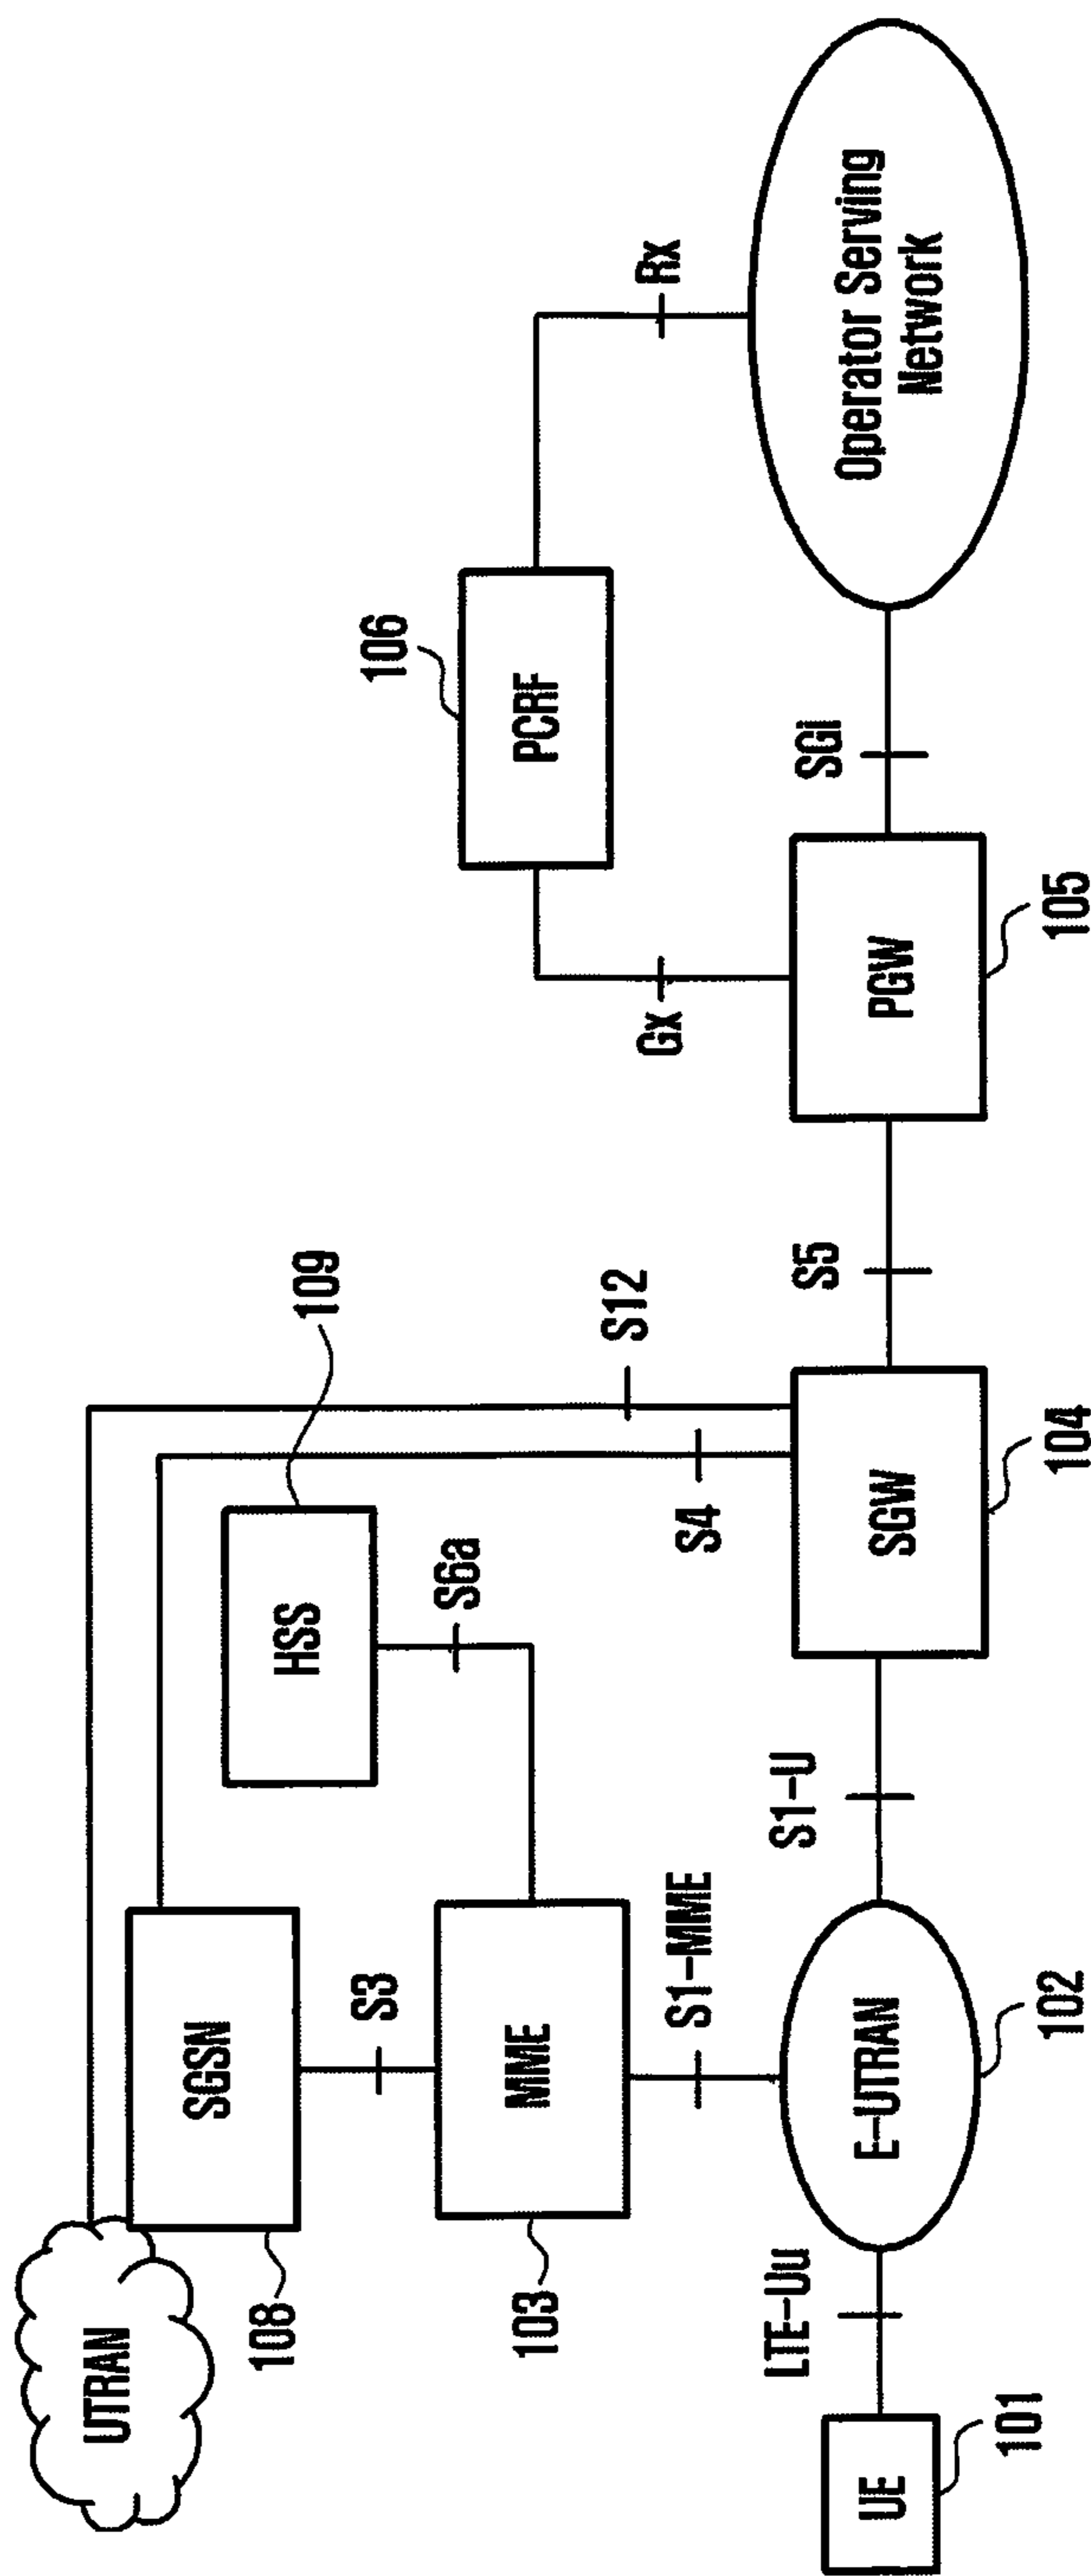 UTRAN
SGSN
108
HSS
109
S3
S6a
S4
S12
MME
103
PCRF
106
Gx
Rx
S1-MME
LTE-Uu
S1-U
S5
SGi
UE
101
E-UTRAN
102
SGW
104
PGW
105
Operator Serving
Network